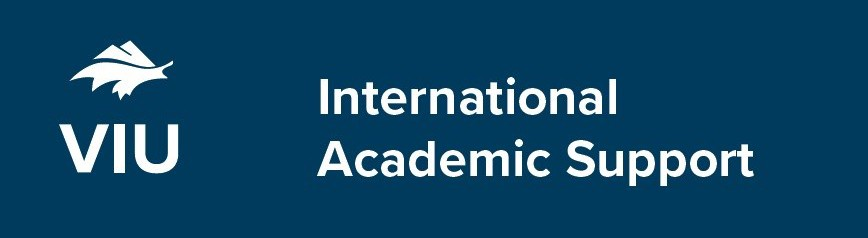 VIU
International
Academic Support